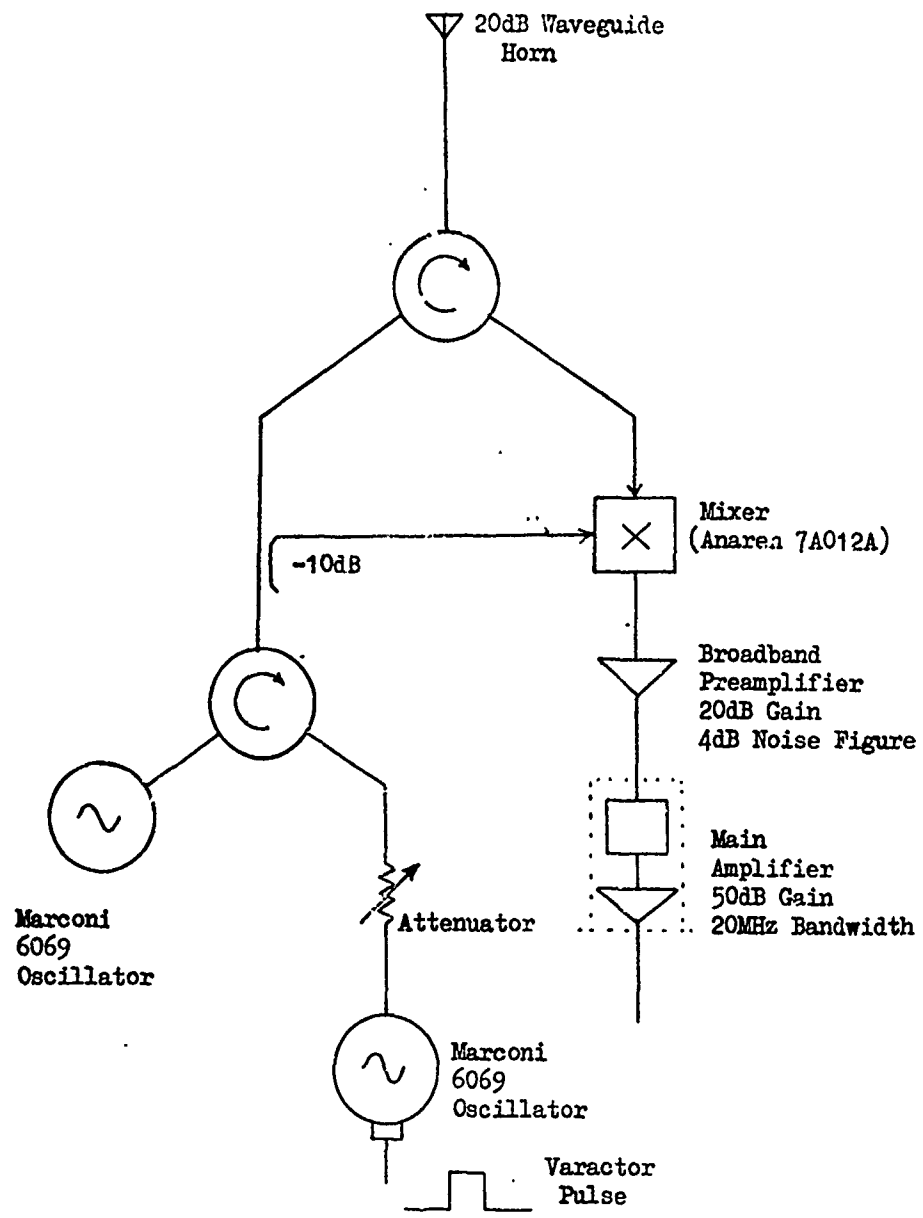 20dB Waveguide
Horn
-10dB
Mixer
(Anaren 7A012A)
Broadband
Preamplifier
20dB Gain
4dB Noise Figure
Main
Amplifier
50dB Gain
20MHz Bandwidth
Marconi
6069
Oscillator
Attenuator
Marconi
6069
Oscillator
Varactor
Pulse